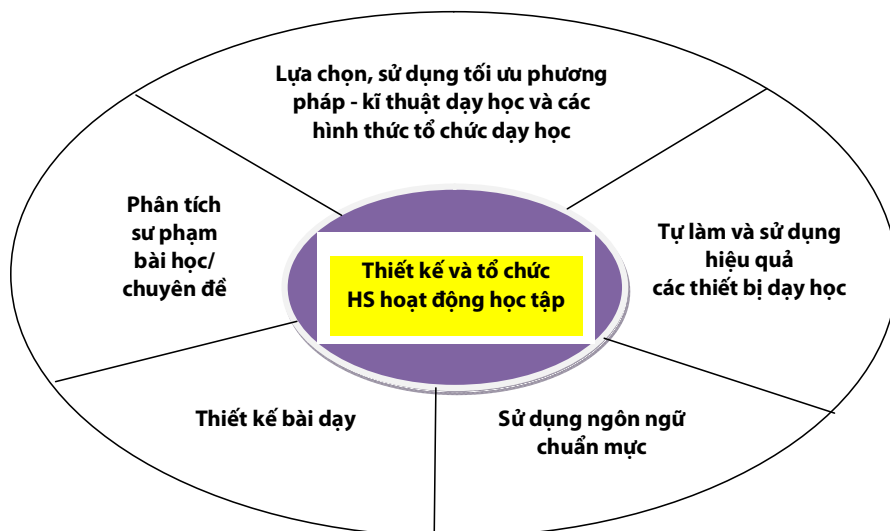 Lựa chọn, sử dụng tối ưu phương
pháp - kĩ thuật dạy học và các
hình thức tổ chức dạy học
Phân tích
sư phạm
bài học/
chuyên đề
Thiết kế và tổ chức
HS hoạt động học tập
Tự làm và sử dụng
hiệu quả
các thiết bị dạy học
Thiết kế bài dạy
Sử dụng ngôn ngữ
chuẩn mực